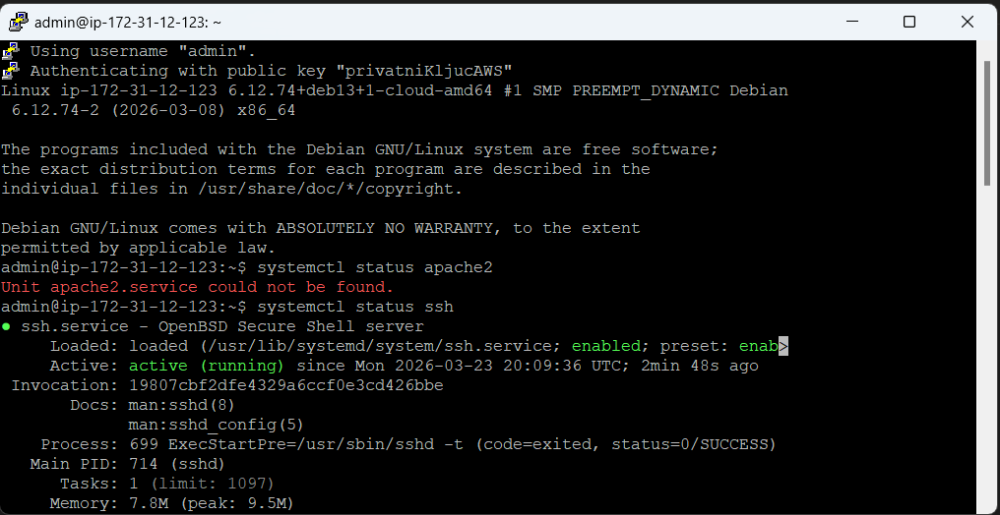 admin@ip-172-31-12-123: ~
Using username "admin".
Authenticating with public key "privatniKljucAWS"
Linux ip-172-31-12-123 6.12.74+deb13+1-cloud-amd64 #1 SMP PREEMPT_DYNAMIC Debian
6.12.74-2 (2026-03-08) x86_64
The programs included with the Debian GNU/Linux system are free software;
the exact distribution terms for each program are described in the
individual files in /usr/share/doc/*/copyright.
Debian GNU/Linux comes with ABSOLUTELY NO WARRANTY, to the extent
permitted by applicable law.
admin@ip-172-31-12-123:~$ systemctl status apache2
Unit apache2.service could not be found.
admin@ip-172-31-12-123:~$ systemctl status ssh
● ssh.service - OpenBSD Secure Shell server
Loaded: loaded (/usr/lib/systemd/system/ssh.service; enabled; preset: enab>
Active: active (running) since Mon 2026-03-23 20:09:36 UTC; 2min 48s ago
Invocation: 19807cbf2dfe4329a6ccf0e3cd426bbe
Docs: man:sshd(8)
man:sshd_config(5)
Process: 699 ExecStartPre=/usr/sbin/sshd -t (code=exited, status=0/SUCCESS)
Main PID: 714 (sshd)
Tasks: 1 (limit: 1097)
Memory: 7.8M (peak: 9.5M)